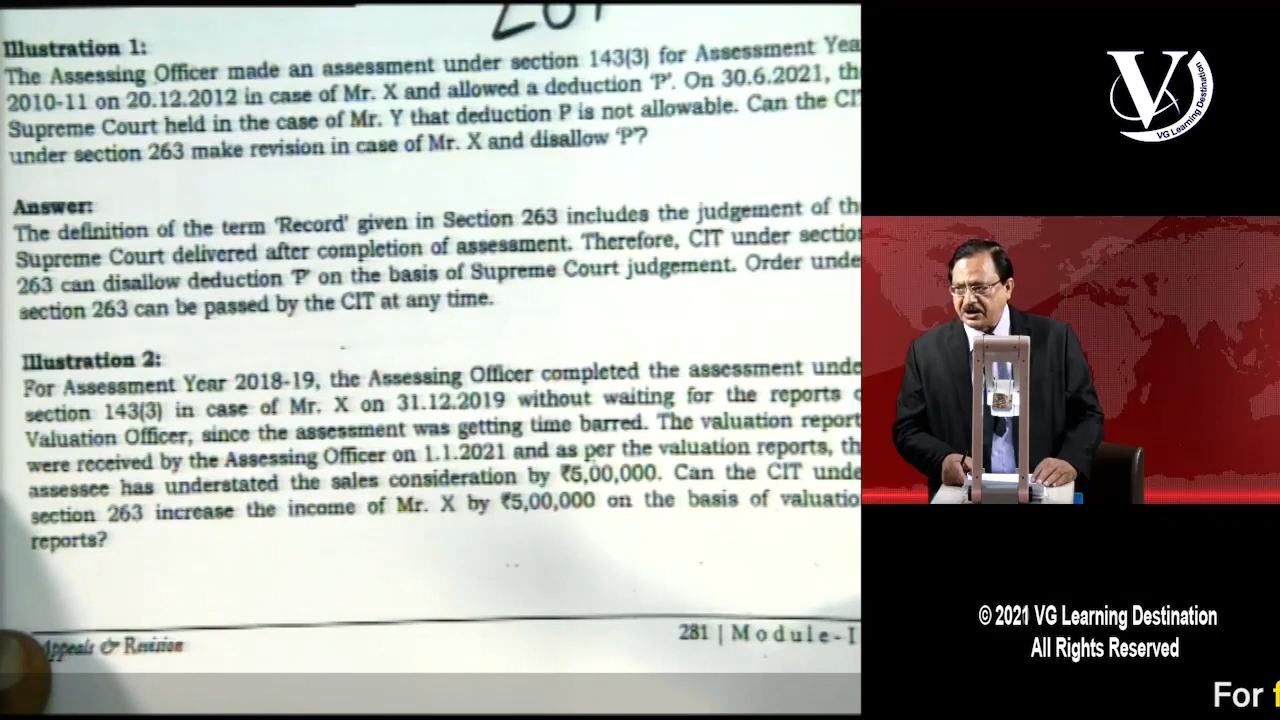 Illustration 1:
The Assessing Officer made an assessment under section 143(3) for Assessment Yea
2010-11 on 20.12.2012 in case of Mr. X and allowed a deduction 'P'. On 30.6.2021, th
Supreme Court held in the case of Mr. Y that deduction P is not allowable. Can the CI
under section 263 make revision in case of Mr. X and disallow 'P'?
Answer:
The definition of the term 'Record' given in Section 263 includes the judgement of th
Supreme Court delivered after completion of assessment. Therefore, CIT under sectio
263 can disallow deduction 'P' on the basis of Supreme Court judgement. Order unde
section 263 can be passed by the CIT at any time.
Illustration 2:
For Assessment Year 2018-19, the Assessing Officer completed the assessment unde
section 143(3) in case of Mr. X on 31.12.2019 without waiting for the reports o
Valuation Officer, since the assessment was getting time barred. The valuation report
were received by the Assessing Officer on 1.1.2021 and as per the valuation reports, th
assessee has understated the sales consideration by ₹5,00,000. Can the CIT unde
section 263 increase the income of Mr. X by ₹5,00,000 on the basis of valuatio
reports?
Appeals & Revision
281 | Module-I
V
VG Learning Destination
© 2021 VG Learning Destination
All Rights Reserved
For